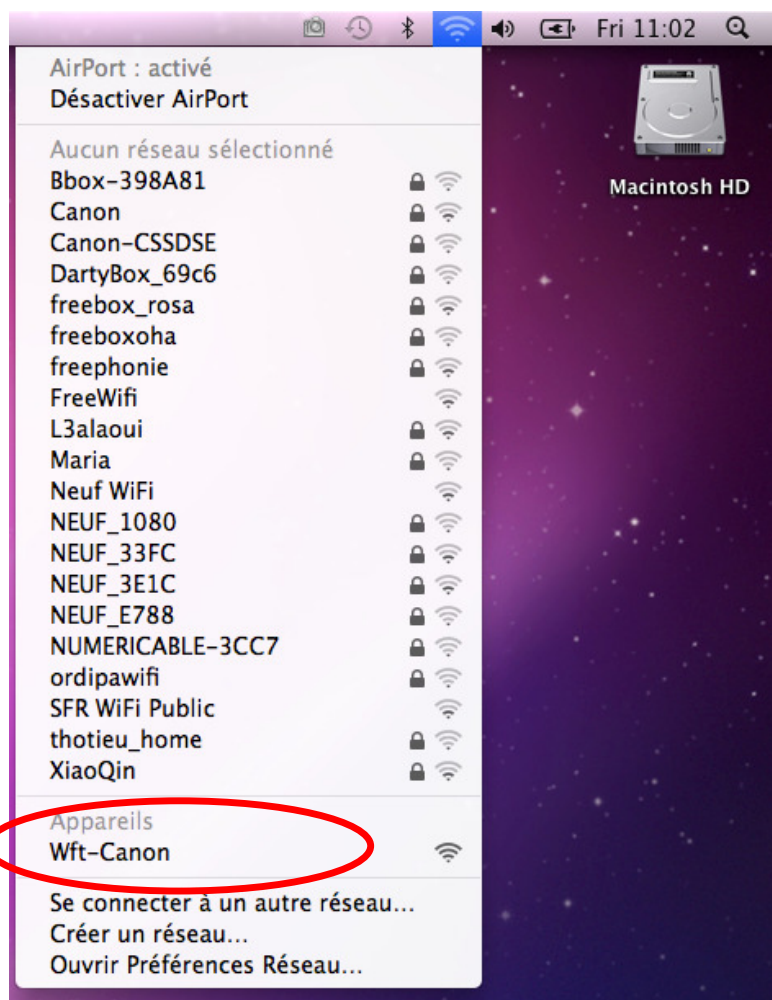 Fri 11:02
AirPort : activé
Désactiver AirPort
Aucun réseau sélectionné
Bbox-398A81
Canon
Canon-CSSDSE
DartyBox_69c6
freebox_rosa
freeboxoha
freephonie
FreeWifi
L3alaoui
Maria
Neuf WiFi
NEUF_1080
NEUF_33FC
NEUF_3E1C
NEUF_E788
NUMERICABLE-3CC7
ordipawifi
SFR WiFi Public
thotieu_home
XiaoQin
Appareils
Wft-Canon
Se connecter à un autre réseau...
Créer un réseau...
Ouvrir Préférences Réseau...
Macintosh HD